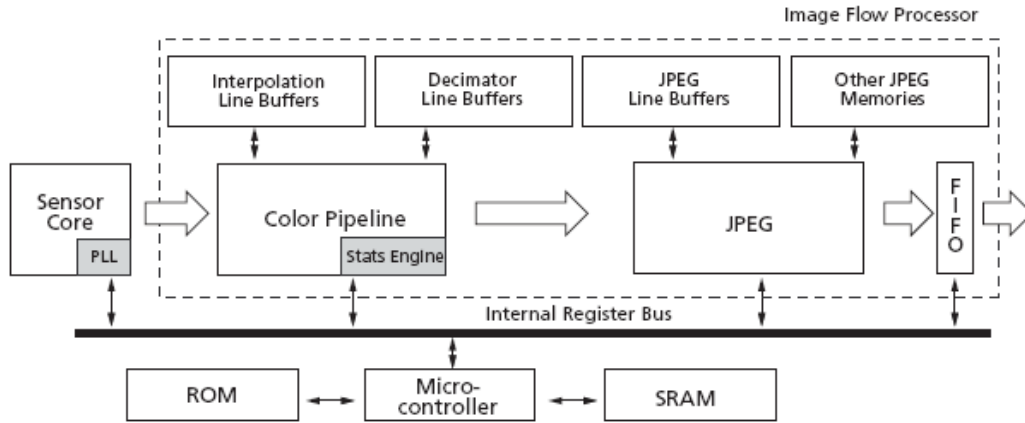 Image Flow Processor
Interpolation
Line Buffers
Decimator
Line Buffers
JPEG
Line Buffers
Other JPEG
Memories
Sensor
Core
PLL
Color Pipeline
Stats Engine
JPEG
FIFO
Internal Register Bus
ROM
Micro-
controller
SRAM